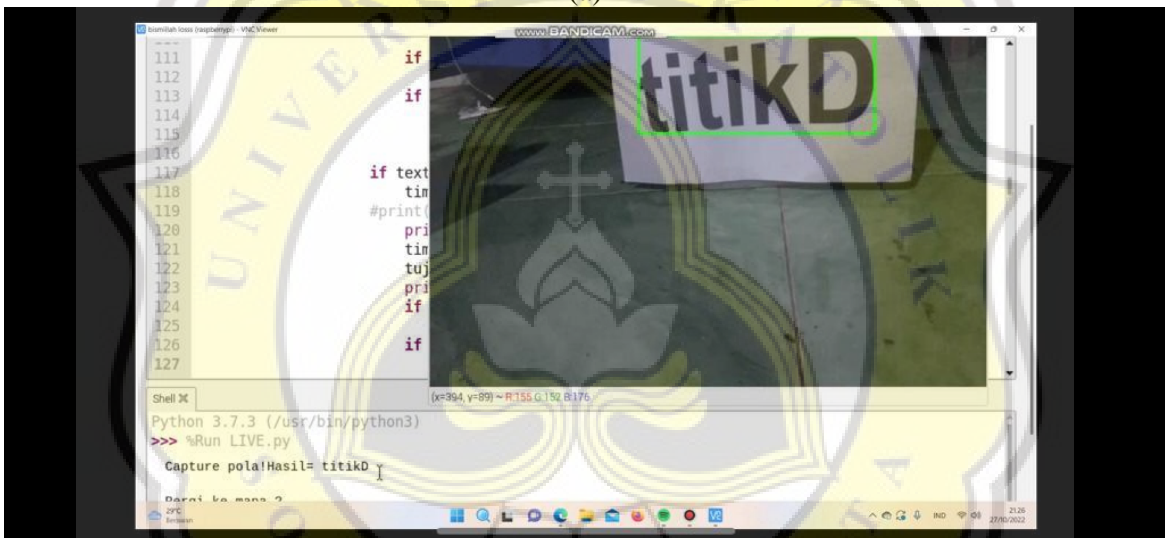 bismillah losss (raspberrypi) - VNC Viewer
www.BANDICAM.com
111 if
112
113 if
114
115
116
117 if text
118 tim
119 #print(
120 pri
121 tim
122 tuj
123 pri
124 if
125
126 if
127
titikD
(x=394, y=89) ~ R:155 G:152 B:176
Shell
Python 3.7.3 (/usr/bin/python3)
>>> %Run LIVE.py
Capture pola!Hasil= titikD
Pergi ke mana ?
29°C
Berawan
IND
21.26
27/10/2022